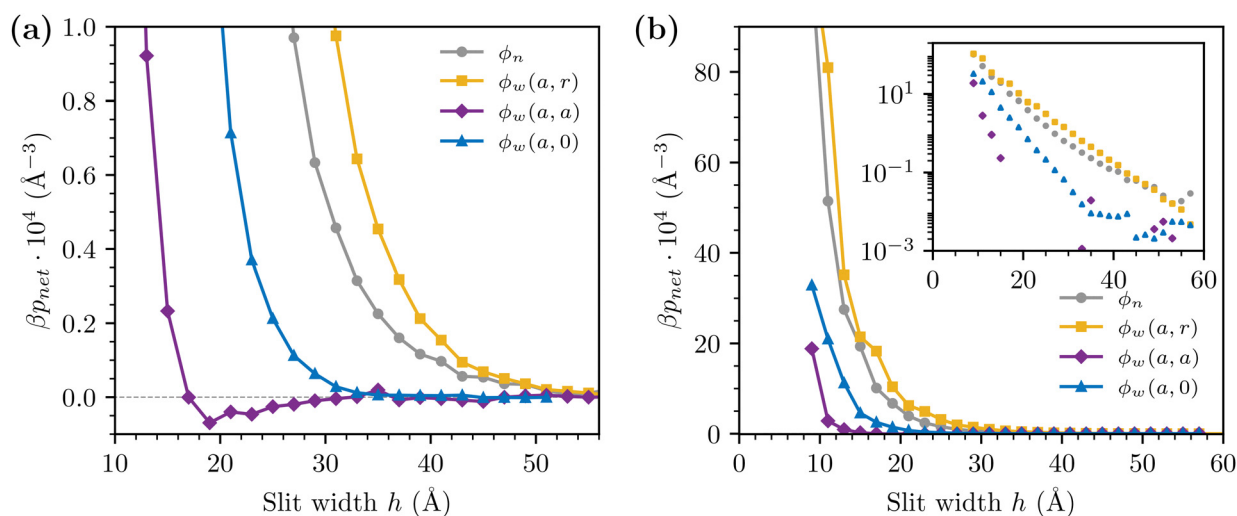 (a)
βp_net · 10^4 (Å^−3)
1.0
0.8
0.6
0.4
0.2
0.0
10 20 30 40 50
Slit width h (Å)
ϕ_n
ϕ_w(a, r)
ϕ_w(a, a)
ϕ_w(a, 0)
(b)
βp_net · 10^4 (Å^−3)
80
60
40
20
0
0 10 20 30 40 50 60
Slit width h (Å)
10^1
10^−1
10^−3
0 20 40 60
ϕ_n
ϕ_w(a, r)
ϕ_w(a, a)
ϕ_w(a, 0)